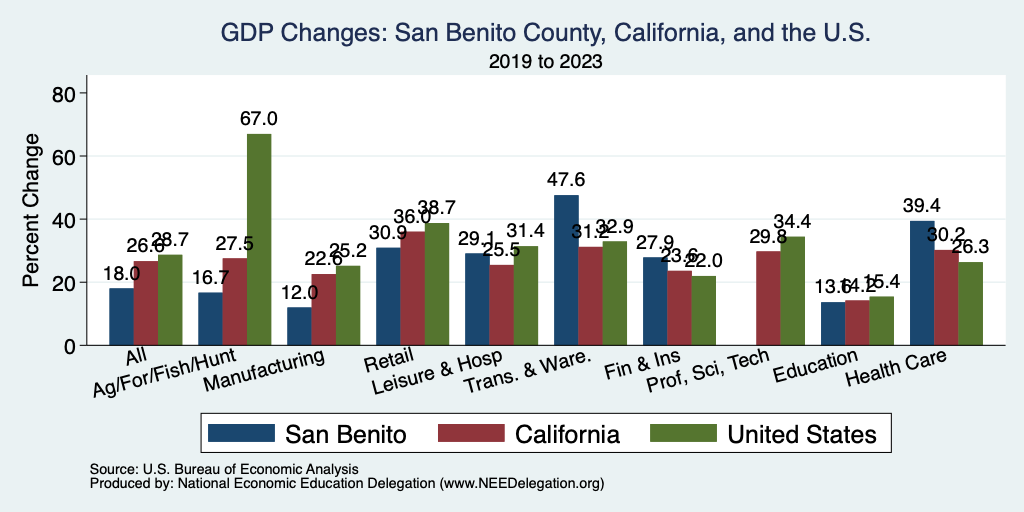 GDP Changes: San Benito County, California, and the U.S.
2019 to 2023
Percent Change
80
60
40
20
0
18.0 26.6 28.7
16.7 27.5 67.0
12.0 22.6 25.2
30.9 36.0 38.7
29.1 25.5 31.4
47.6 31.2 32.9
27.9 23.6 22.0
29.8 34.4
13.6 14.2 15.4
39.4 30.2 26.3
All
Ag/For/Fish/Hunt
Manufacturing
Retail
Leisure & Hosp
Trans. & Ware.
Fin & Ins
Prof, Sci, Tech
Education
Health Care
San Benito California United States
Source: U.S. Bureau of Economic Analysis
Produced by: National Economic Education Delegation (www.NEEDelegation.org)